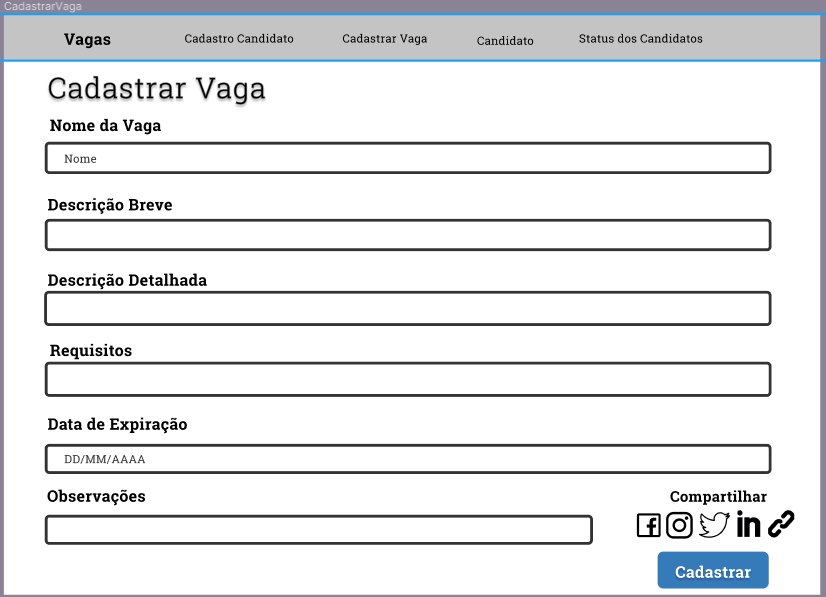 CadastrarVaga
Vagas Cadastro Candidato Cadastrar Vaga Candidato Status dos Candidatos
Cadastrar Vaga
Nome da Vaga
Nome
Descrição Breve
Descrição Detalhada
Requisitos
Data de Expiração
DD/MM/AAAA
Observações
Compartilhar
in
Cadastrar